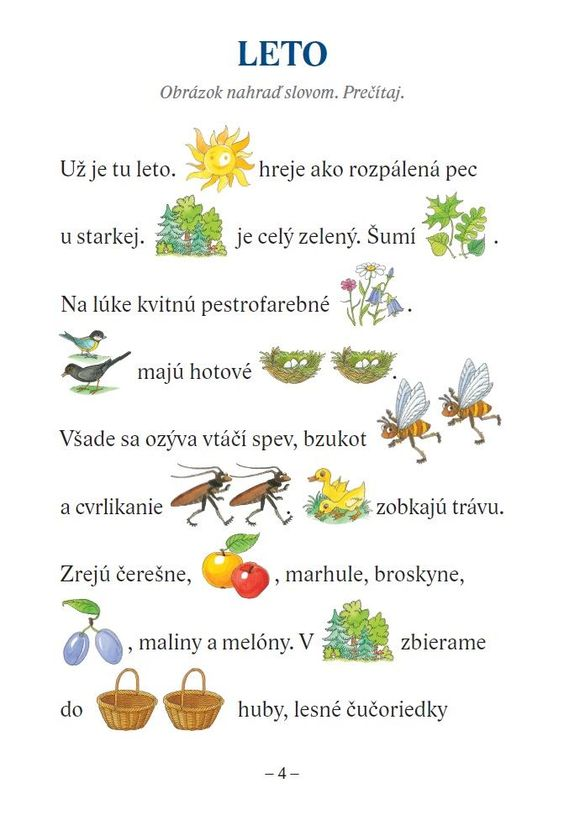 LETO
Obrázok nahraď slovom. Prečítaj.
Už je tu leto. hreje ako rozpálená pec
u starkej. je celý zelený. Šumí .
Na lúke kvitnú pestrofarebné .
majú hotové .
Všade sa ozýva vtáčí spev, bzukot
a cvrlikanie . zobkajú trávu.
Zrejú čerešne, , marhule, broskyne,
, maliny a melóny. V zbierame
do huby, lesné čučoriedky
– 4 –